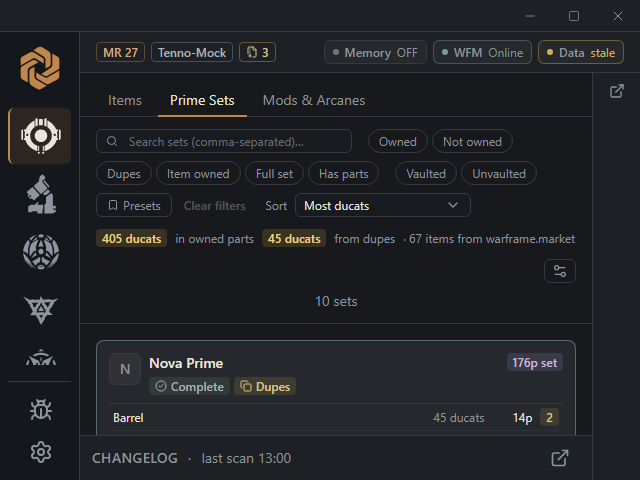 MR 27 Tenno-Mock 3 Memory OFF WFM Online Data stale
Items Prime Sets Mods & Arcanes
Search sets (comma-separated)... Owned Not owned
Dupes Item owned Full set Has parts Vaulted Unvaulted
Presets Clear filters Sort Most ducats
405 ducats in owned parts 45 ducats from dupes · 67 items from warframe.market
10 sets
N Nova Prime 176p set
Complete Dupes
Barrel 45 ducats 14p 2
CHANGELOG · last scan 13:00